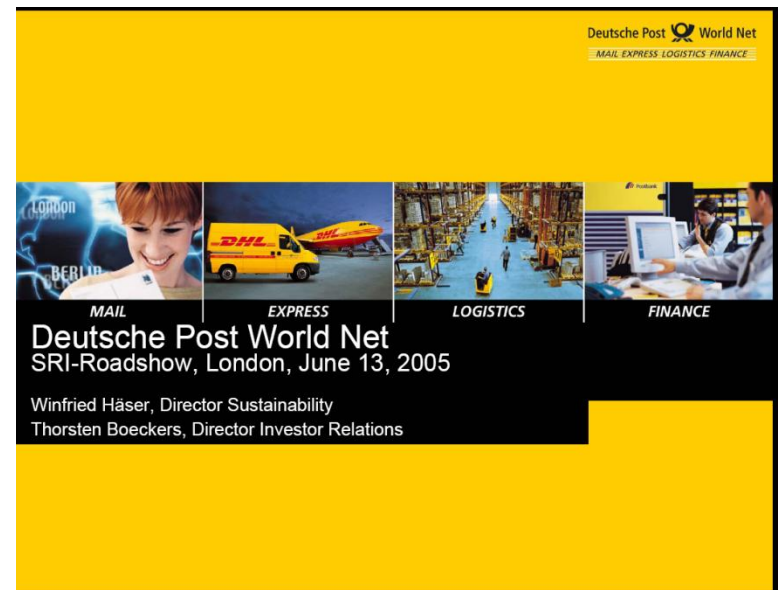 Deutsche Post World Net
MAIL EXPRESS LOGISTICS FINANCE
London
BERLIN
DHL
Postbank
MAIL
EXPRESS
LOGISTICS
FINANCE
Deutsche Post World Net
SRI-Roadshow, London, June 13, 2005
Winfried Häser, Director Sustainability
Thorsten Boeckers, Director Investor Relations